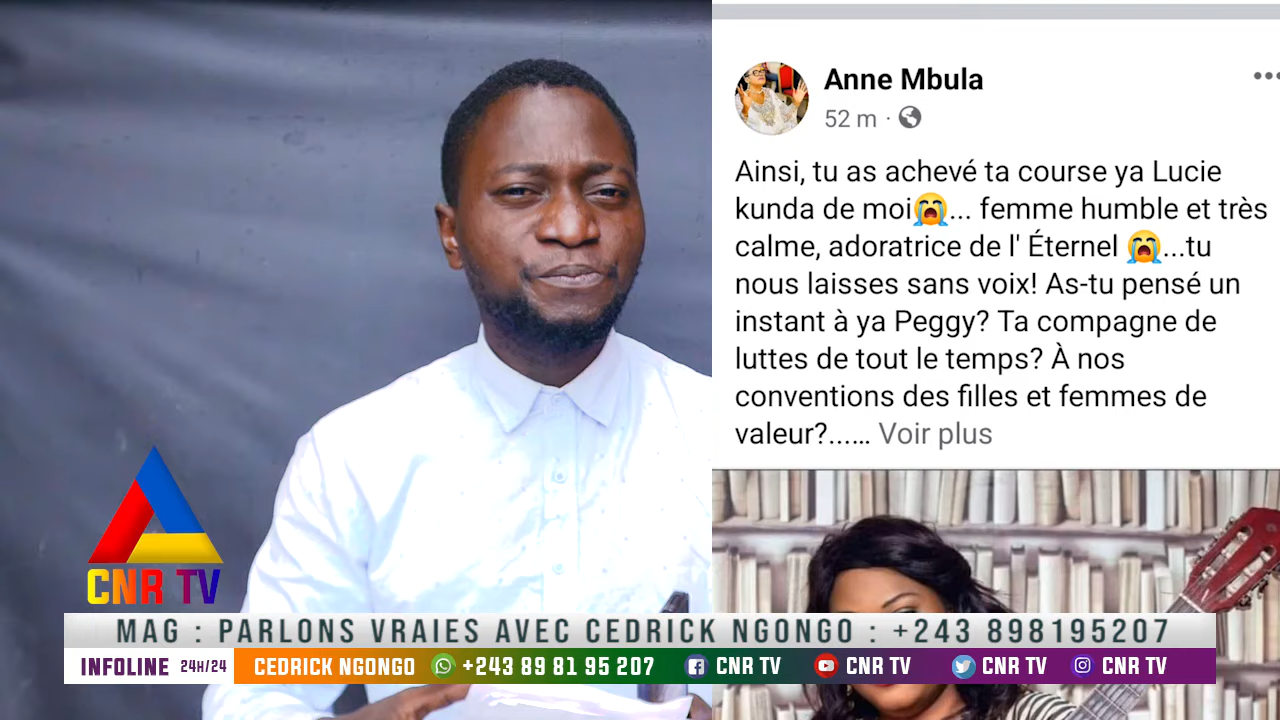 Anne Mbula
52 m ·
Ainsi, tu as achevé ta course ya Lucie
kunda de moi😭... femme humble et très
calme, adoratrice de l' Éternel 😭...tu
nous laisses sans voix! As-tu pensé un
instant à ya Peggy? Ta compagne de
luttes de tout le temps? À nos
conventions des filles et femmes de
valeur?...… Voir plus
CNR TV
MAG : PARLONS VRAIES AVEC CEDRICK NGONGO : +243 898195207
INFOLINE 24H/24 CEDRICK NGONGO +243 89 81 95 207 CNR TV CNR TV CNR TV CNR TV